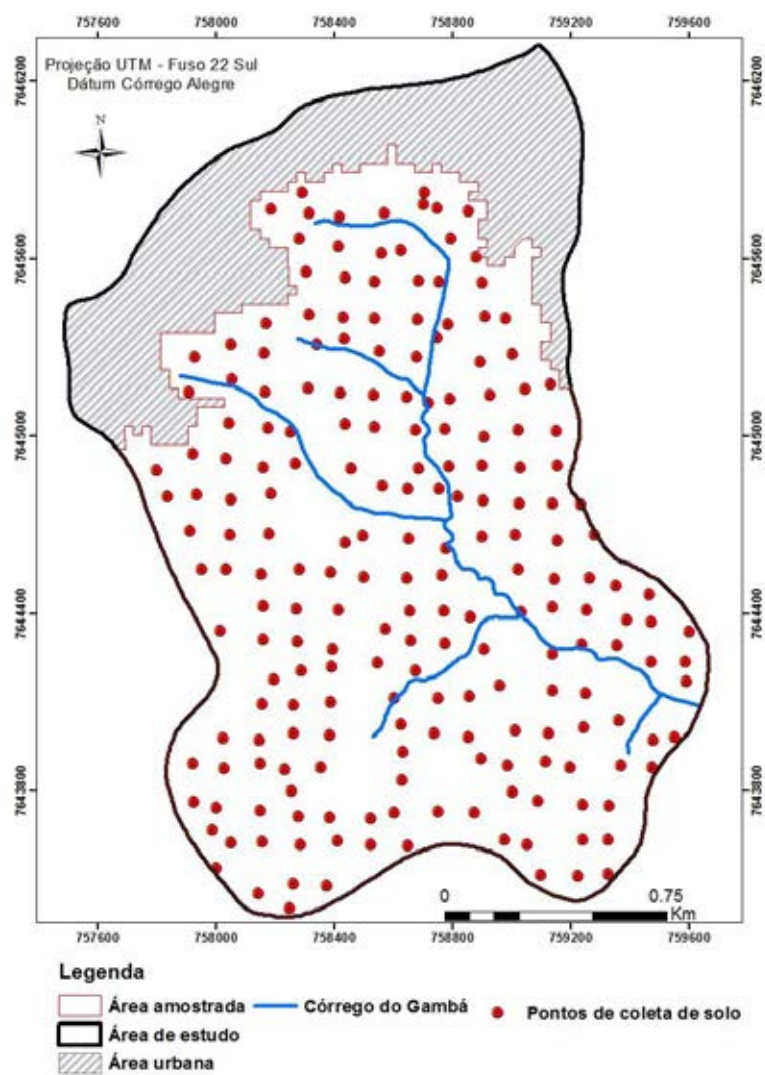 757600 758000 758400 758800 759200 759600
Projeção UTM - Fuso 22 Sul
Dátum Córrego Alegre
N
7646200
7645600
7645000
7644400
7643800
7646200
7645600
7645000
7644400
7643800
0 0.75
Km
757600 758000 758400 758800 759200 759600
Legenda
Área amostrada Córrego do Gambá Pontos de coleta de solo
Área de estudo
Área urbana